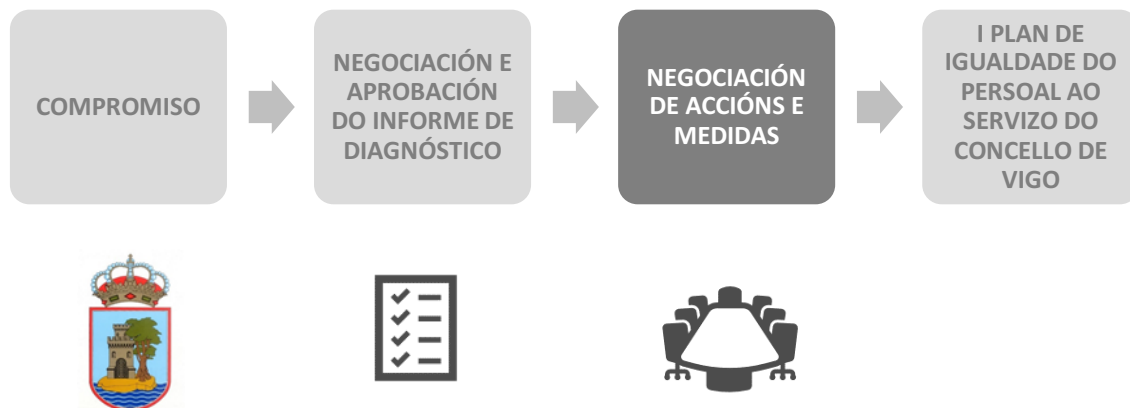 COMPROMISO
NEGOCIACIÓN E
APROBACIÓN
DO INFORME DE
DIAGNÓSTICO
NEGOCIACIÓN
DE ACCIÓNS E
MEDIDAS
I PLAN DE
IGUALDADE DO
PERSOAL AO
SERVIZO DO
CONCELLO DE
VIGO